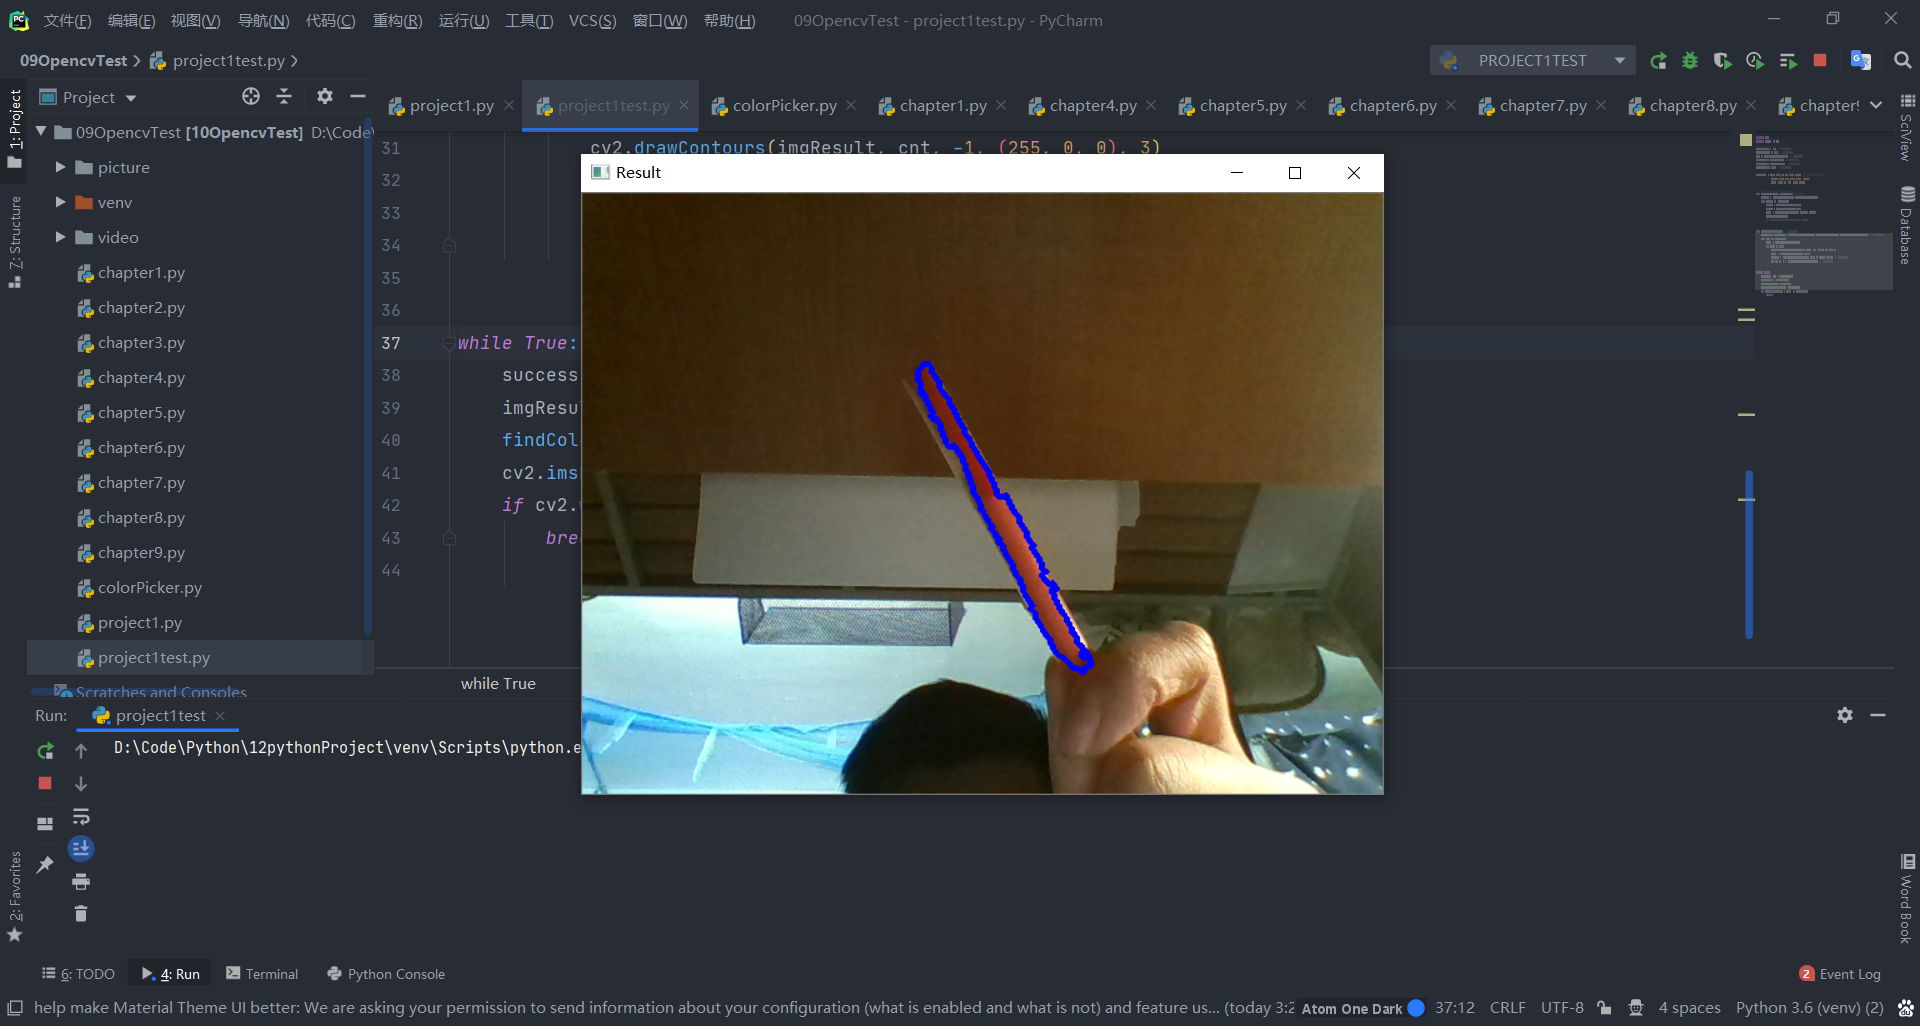 文件(F) 编辑(E) 视图(V) 导航(N) 代码(C) 重构(R) 运行(U) 工具(T) VCS(S) 窗口(W) 帮助(H) 09OpencvTest - project1test.py - PyCharm
09OpencvTest project1test.py PROJECT1TEST
Project project1.py project1test.py colorPicker.py chapter1.py chapter4.py chapter5.py chapter6.py chapter7.py chapter8.py chapter9
1: Project
7: Structure
2: Favorites
09OpencvTest [10OpencvTest] D:\Code\
picture
venv
video
chapter1.py
chapter2.py
chapter3.py
chapter4.py
chapter5.py
chapter6.py
chapter7.py
chapter8.py
chapter9.py
colorPicker.py
project1.py
project1test.py
Scratches and Consoles
31 cv2.drawContours(imgResult, cnt, -1, (255, 0, 0), 3)
32
33
34
35
36
37 while True:
38 success
39 imgResu
40 findCol
41 cv2.ims
42 if cv2.
43 bre
44
while True
Result
SciView
Database
Word Book
Run: project1test
D:\Code\Python\12pythonProject\venv\Scripts\python.e
6: TODO 4: Run Terminal Python Console 2 Event Log
help make Material Theme UI better: We are asking your permission to send information about your configuration (what is enabled and what is not) and feature us... (today 3:2 Atom One Dark 37:12 CRLF UTF-8 4 spaces Python 3.6 (venv) (2)